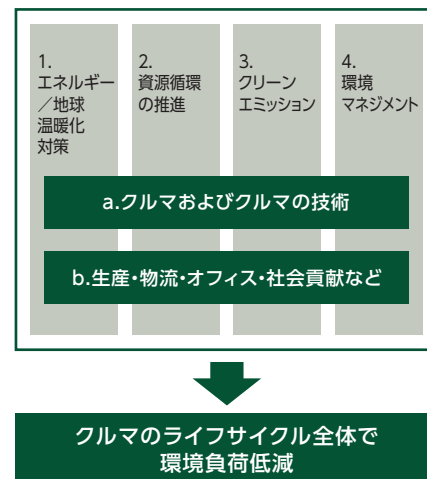 1.
エネルギー
／地球
温暖化
対策
2.
資源循環
の推進
3.
クリーン
エミッション
4.
環境
マネジメント
a.クルマおよびクルマの技術
b.生産・物流・オフィス・社会貢献など
クルマのライフサイクル全体で
環境負荷低減